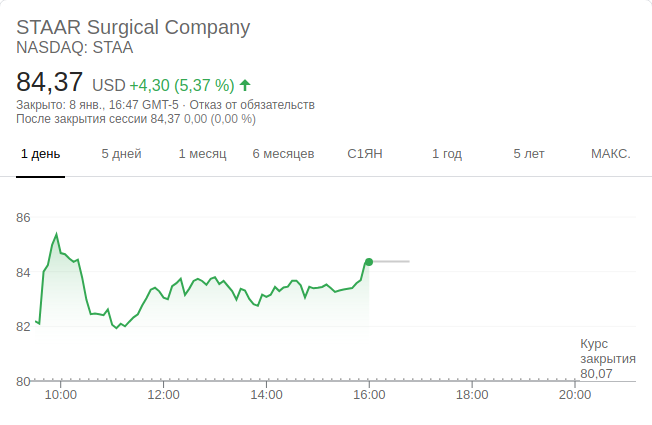 STAAR Surgical Company
NASDAQ: STAA
84,37 USD +4,30 (5,37 %)
Закрыто: 8 янв., 16:47 GMT-5 · Отказ от обязательств
После закрытия сессии 84,37 0,00 (0,00 %)
1 день 5 дней 1 месяц 6 месяцев С1ЯН 1 год 5 лет МАКС.
86
84
82
Курс
закрытия
80,07
80
10:00 12:00 14:00 16:00 18:00 20:00